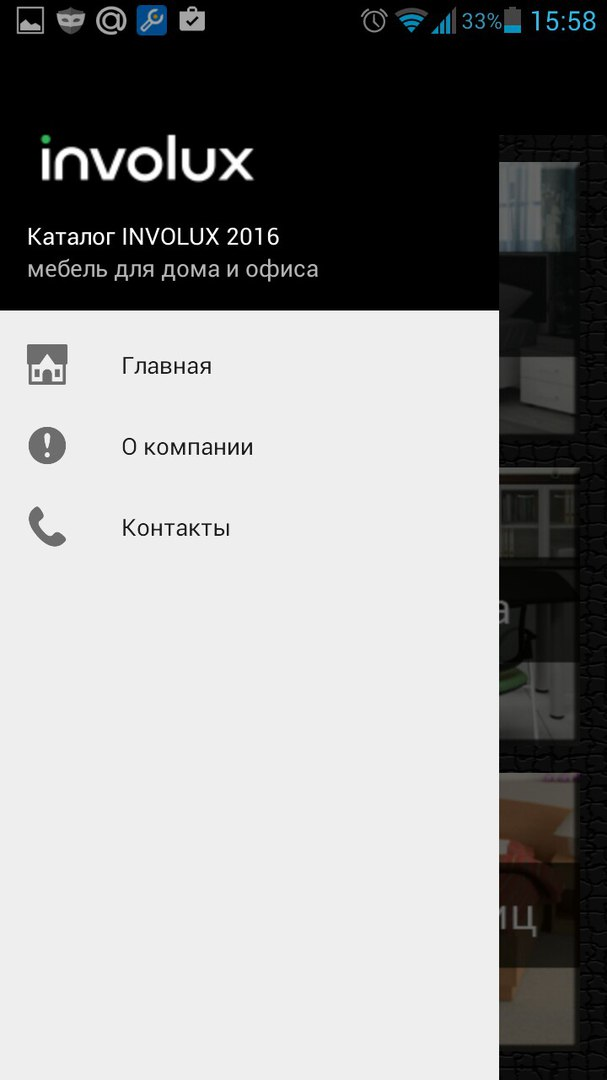 33% 15:58
involux
Каталог INVOLUX 2016
мебель для дома и офиса
Главная
О компании
Контакты